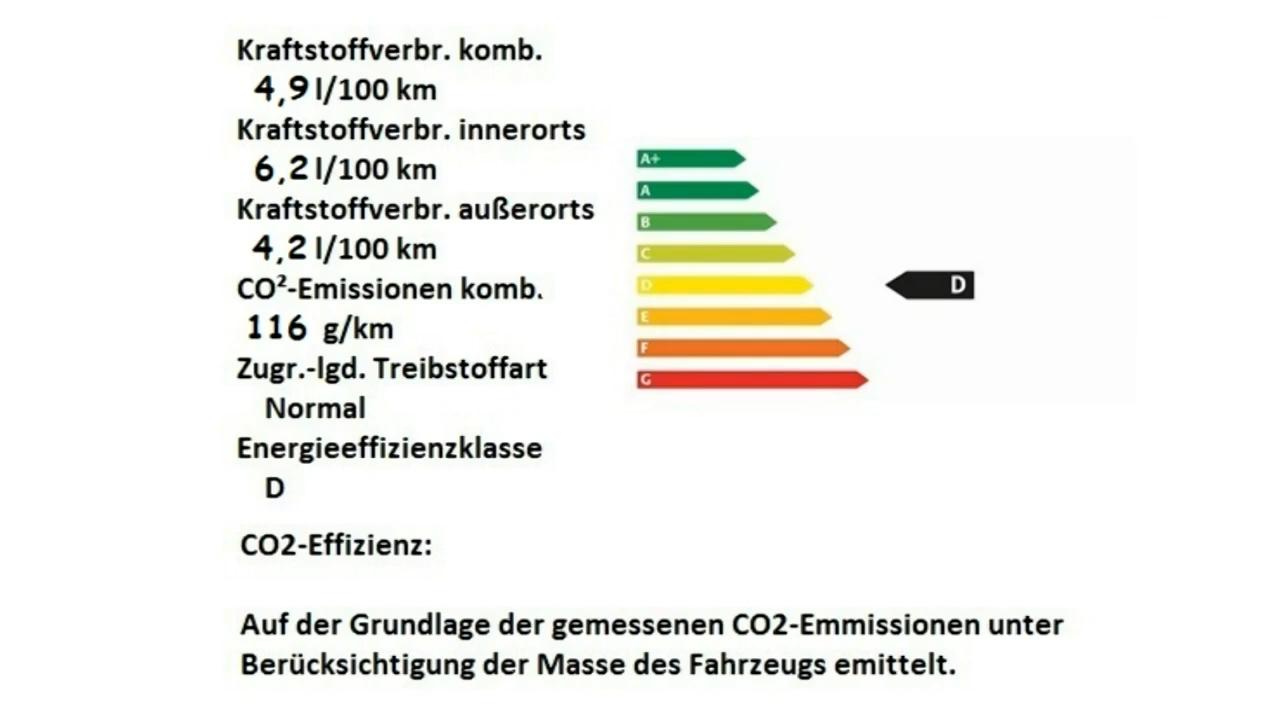 Kraftstoffverbr. komb.
4,9 l/100 km
Kraftstoffverbr. innerorts
6,2 l/100 km
Kraftstoffverbr. außerorts
4,2 l/100 km
CO²-Emissionen komb.
116 g/km
Zugr.-lgd. Treibstoffart
Normal
Energieeffizienzklasse
D
A+
A
B
C
D
E
F
G
D
CO2-Effizienz:
Auf der Grundlage der gemessenen CO2-Emmissionen unter
Berücksichtigung der Masse des Fahrzeugs emittelt.